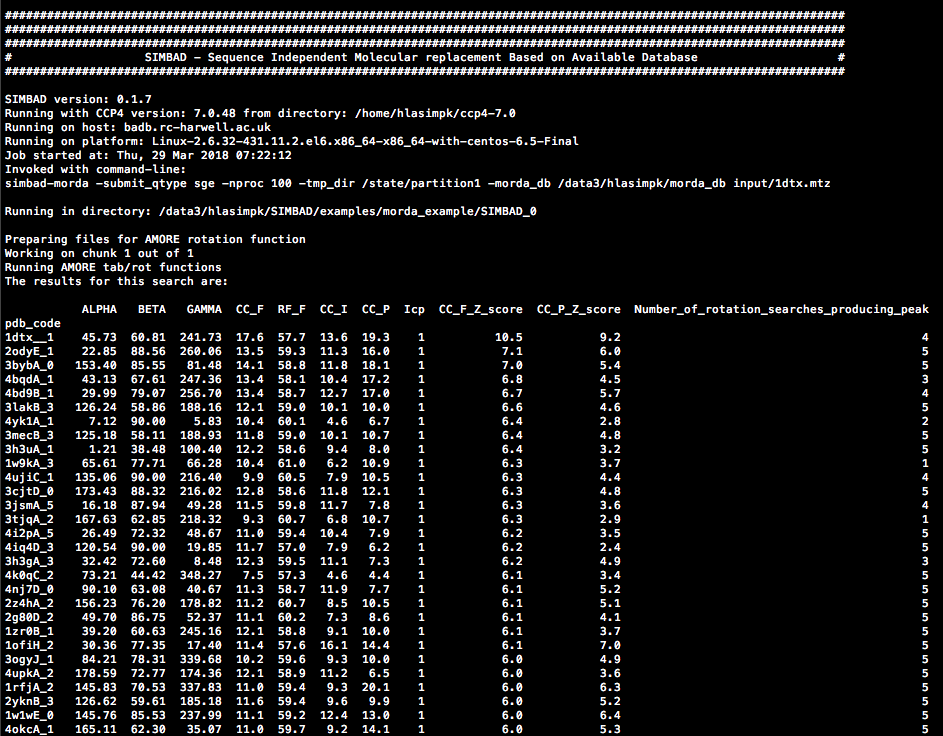 ########################################################################################################################
########################################################################################################################
########################################################################################################################
#                   SIMBAD - Sequence Independent Molecular replacement Based on Available Database                    #
########################################################################################################################
SIMBAD version: 0.1.7
Running with CCP4 version: 7.0.48 from directory: /home/hlasimpk/ccp4-7.0
Running on host: badb.rc-harwell.ac.uk
Running on platform: Linux-2.6.32-431.11.2.el6.x86_64-x86_64-with-centos-6.5-Final
Job started at: Thu, 29 Mar 2018 07:22:12
Invoked with command-line:
simbad-morda -submit_qtype sge -nproc 100 -tmp_dir /state/partition1 -morda_db /data3/hlasimpk/morda_db input/1dtx.mtz
Running in directory: /data3/hlasimpk/SIMBAD/examples/morda_example/SIMBAD_0
Preparing files for AMORE rotation function
Working on chunk 1 out of 1
Running AMORE tab/rot functions
The results for this search are:
ALPHA BETA GAMMA CC_F RF_F CC_I CC_P Icp CC_F_Z_score CC_P_Z_score Number_of_rotation_searches_producing_peak
pdb_code
1dtx__1 45.73 60.81 241.73 17.6 57.7 13.6 19.3 1 10.5 9.2 4
2odyE_1 22.85 88.56 260.06 13.5 59.3 11.3 16.0 1 7.1 6.0 5
3bybA_0 153.40 85.55 81.48 14.1 58.8 11.8 18.1 1 7.0 5.4 5
4bqdA_1 43.13 67.61 247.36 13.4 58.1 10.4 17.2 1 6.8 4.5 3
4bd9B_1 29.99 79.07 256.70 13.4 58.7 12.7 17.0 1 6.7 5.7 4
3lakB_3 126.24 58.86 188.16 12.1 59.0 10.1 10.0 1 6.6 4.6 5
4yk1A_1 7.12 90.00 5.83 10.4 60.1 4.6 6.7 1 6.4 2.8 2
3mecB_3 125.18 58.11 188.93 11.8 59.0 10.1 10.7 1 6.4 4.8 5
3h3uA_1 1.21 38.48 100.40 12.2 58.6 9.4 8.0 1 6.4 3.2 5
1w9kA_3 65.61 77.71 66.28 10.4 61.0 6.2 10.9 1 6.3 3.7 1
4ujiC_1 135.06 90.00 216.40 9.9 60.5 7.9 10.5 1 6.3 4.4 4
3cjtD_0 173.43 88.32 216.02 12.8 58.6 11.8 12.1 1 6.3 4.8 5
3jsmA_5 16.18 87.94 49.28 11.5 59.8 11.7 7.8 1 6.3 3.6 4
3tjqA_2 167.63 62.85 218.32 9.3 60.7 6.8 10.7 1 6.3 2.9 1
4i2pA_5 26.49 72.32 48.67 11.0 59.4 10.4 7.9 1 6.2 3.5 5
4iq4D_3 120.54 90.00 19.85 11.7 57.0 7.9 6.2 1 6.2 2.4 5
3h3gA_3 32.42 72.60 8.48 12.3 59.5 11.1 7.3 1 6.2 4.9 3
4k0qC_2 73.21 44.42 348.27 7.5 57.3 4.6 4.4 1 6.1 3.4 5
4nj7D_0 90.10 63.08 40.67 11.3 58.7 11.9 7.7 1 6.1 5.2 5
2z4hA_2 156.23 76.20 178.82 11.2 60.7 8.5 10.5 1 6.1 5.1 5
2g80D_2 49.70 86.75 52.37 11.1 60.2 7.3 8.6 1 6.1 4.1 5
1zr0B_1 39.20 60.63 245.16 12.1 58.8 9.1 10.0 1 6.1 3.7 5
1ofiH_2 30.36 77.35 17.40 11.4 57.6 16.1 14.4 1 6.1 7.0 5
3ogyJ_1 84.21 78.31 339.68 10.2 59.6 9.3 10.0 1 6.0 4.9 5
4upkA_2 178.59 72.77 174.36 12.1 58.9 11.2 6.5 1 6.0 3.6 5
1rfjA_2 145.83 70.53 337.83 11.0 59.4 9.3 20.1 1 6.0 6.3 5
2yknB_3 126.62 59.61 185.18 11.6 59.4 9.6 9.9 1 6.0 5.2 5
1w1wE_0 145.76 85.53 237.99 11.1 59.2 12.4 13.0 1 6.0 6.4 5
4okcA_1 165.11 62.30 35.07 11.0 59.7 9.2 14.1 1 6.0 5.3 5